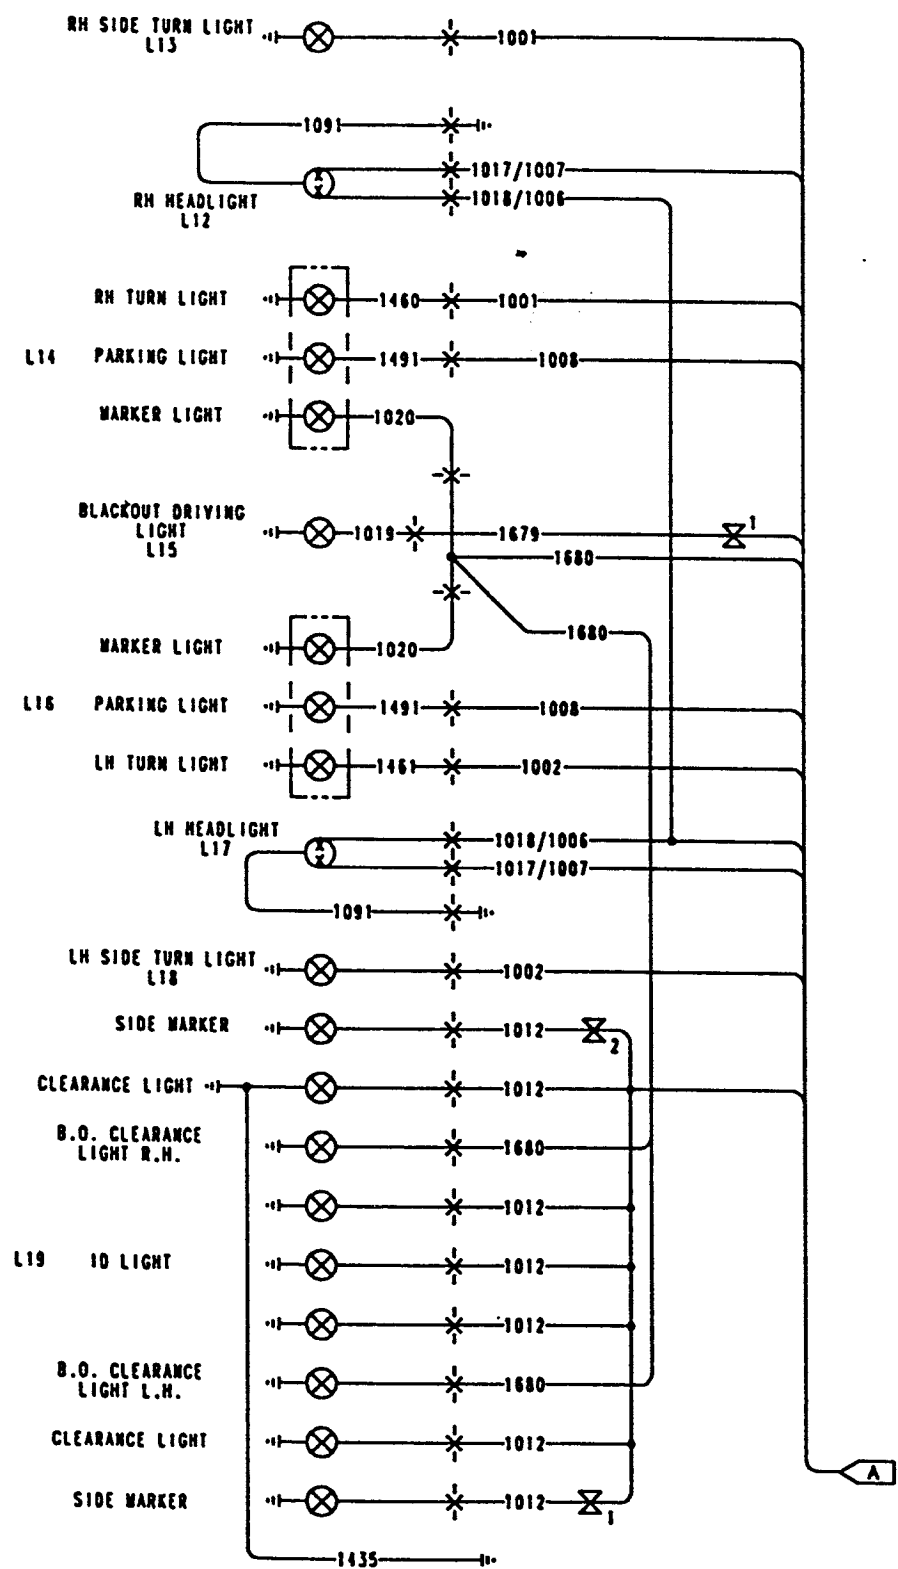 RH SIDE TURN LIGHT
L13
1001
1091
1017/1007
1018/1006
RH HEADLIGHT
L12
RH TURN LIGHT
1460
1001
L14
PARKING LIGHT
1491
1008
MARKER LIGHT
1020
BLACKOUT DRIVING
LIGHT
L15
1019
1679
1
1680
1680
MARKER LIGHT
1020
L16
PARKING LIGHT
1491
1008
LH TURN LIGHT
1461
1002
LH HEADLIGHT
L17
1018/1006
1017/1007
1091
LH SIDE TURN LIGHT
L18
1002
SIDE MARKER
1012
2
CLEARANCE LIGHT
1012
B.O. CLEARANCE
LIGHT R.H.
1680
1012
L19
ID LIGHT
1012
1012
B.O. CLEARANCE
LIGHT L.H.
1680
CLEARANCE LIGHT
1012
A
SIDE MARKER
1012
1
1435